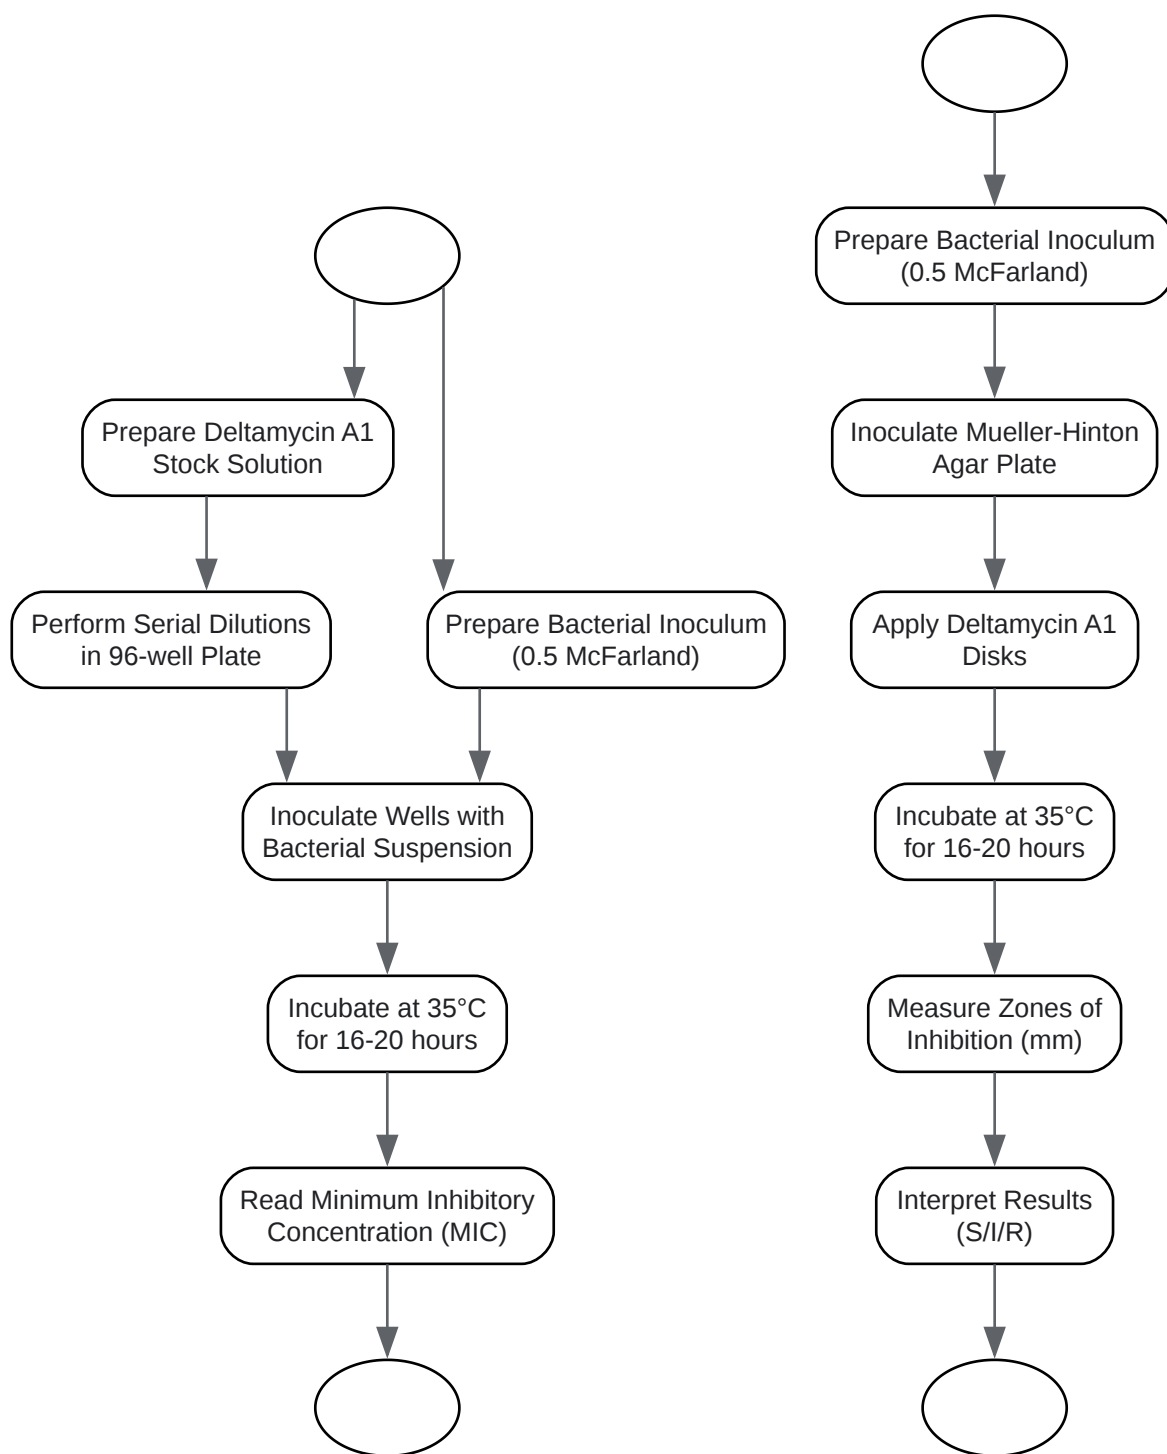 Prepare Deltamycin A1
Stock Solution
Perform Serial Dilutions
in 96-well Plate
Prepare Bacterial Inoculum
(0.5 McFarland)
Inoculate Wells with
Bacterial Suspension
Incubate at 35°C
for 16-20 hours
Read Minimum Inhibitory
Concentration (MIC)
Prepare Bacterial Inoculum
(0.5 McFarland)
Inoculate Mueller-Hinton
Agar Plate
Apply Deltamycin A1
Disks
Incubate at 35°C
for 16-20 hours
Measure Zones of
Inhibition (mm)
Interpret Results
(S/I/R)